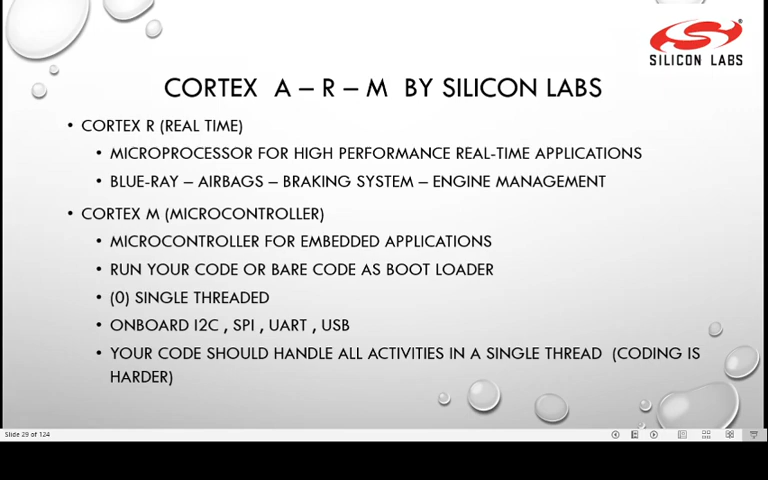 SILICON LABS
CORTEX A – R – M BY SILICON LABS
• CORTEX R (REAL TIME)
• MICROPROCESSOR FOR HIGH PERFORMANCE REAL-TIME APPLICATIONS
• BLUE-RAY – AIRBAGS – BRAKING SYSTEM – ENGINE MANAGEMENT
• CORTEX M (MICROCONTROLLER)
• MICROCONTROLLER FOR EMBEDDED APPLICATIONS
• RUN YOUR CODE OR BARE CODE AS BOOT LOADER
• (0) SINGLE THREADED
• ONBOARD I2C , SPI , UART , USB
• YOUR CODE SHOULD HANDLE ALL ACTIVITIES IN A SINGLE THREAD (CODING IS
HARDER)
Slide 29 of 124